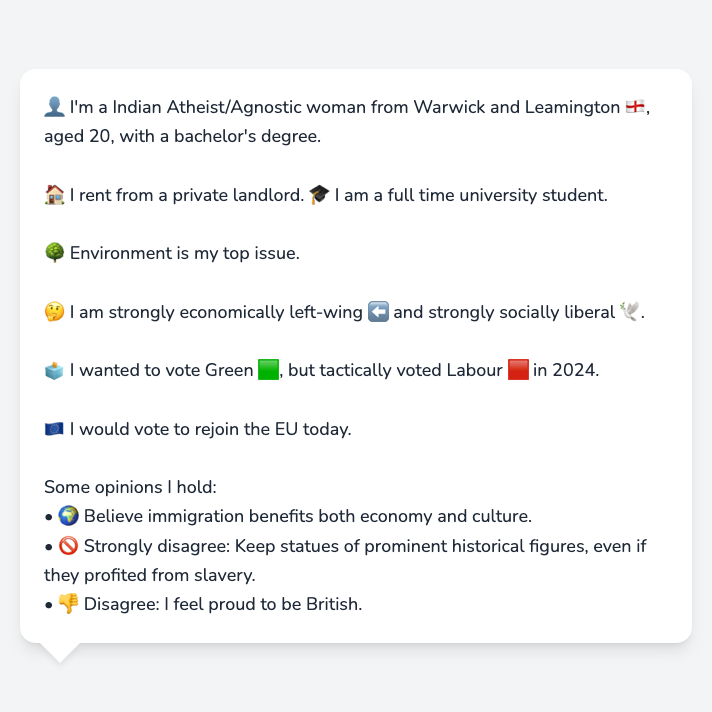 👤 I'm a Indian Atheist/Agnostic woman from Warwick and Leamington 🏴󠁧󠁢󠁥󠁮󠁧󠁿,
aged 20, with a bachelor's degree.
🏠 I rent from a private landlord. 🎓 I am a full time university student.
🌳 Environment is my top issue.
🤔 I am strongly economically left-wing ⬅️ and strongly socially liberal 🕊️.
🗳️ I wanted to vote Green 🟩, but tactically voted Labour 🟥 in 2024.
🇪🇺 I would vote to rejoin the EU today.
Some opinions I hold:
• 🌍 Believe immigration benefits both economy and culture.
• 🚫 Strongly disagree: Keep statues of prominent historical figures, even if
they profited from slavery.
• 👎 Disagree: I feel proud to be British.